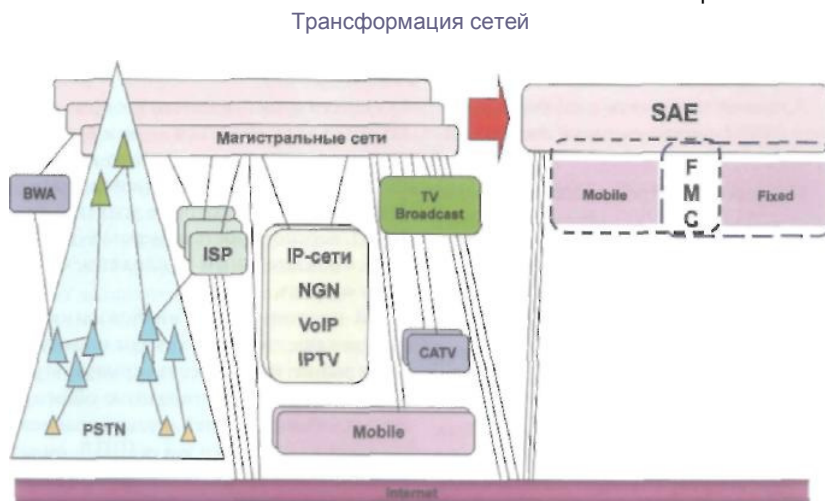 Трансформация сетей
SAE
Магистральные сети
BWA
TV
Broadcast
Mobile
F
M
C
Fixed
ISP
IP-сети
NGN
VoIP
IPTV
CATV
PSTN
Mobile
Internet